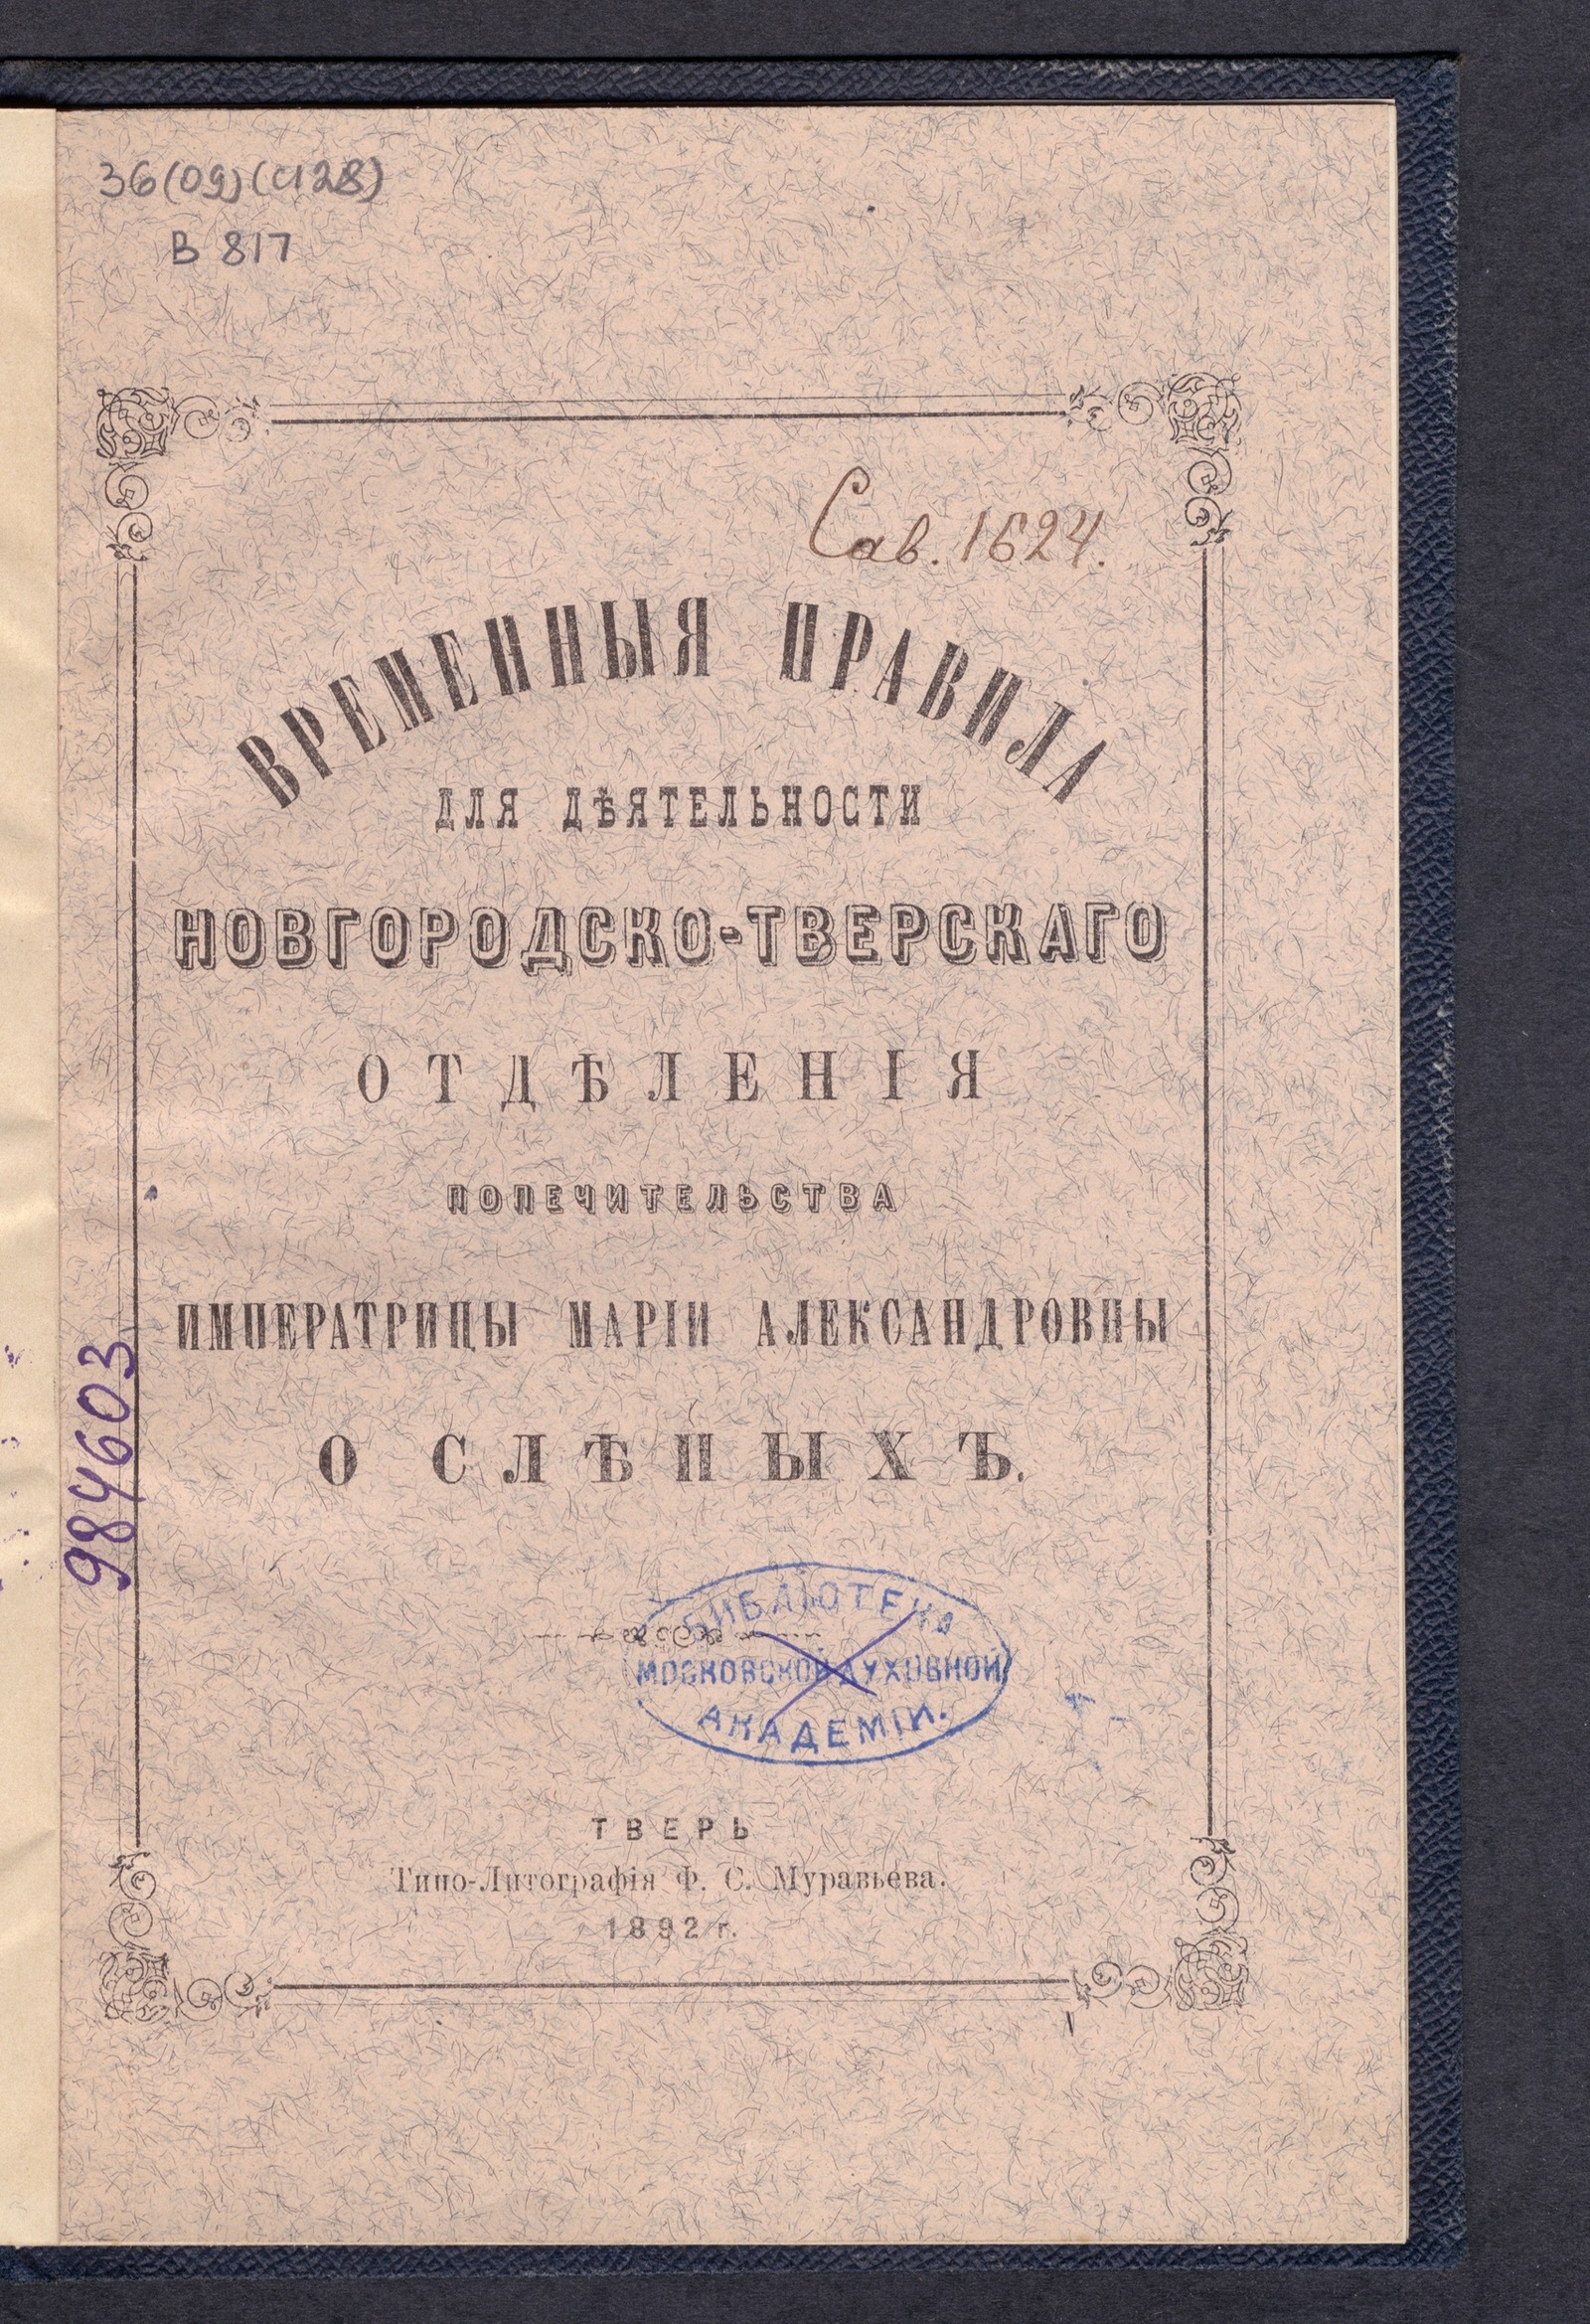 36(09)(с128)
В 817
Сав. 1624.
ВРЕМЕННЫЯ ПРАВИЛА
ДЛЯ ДѢЯТЕЛЬНОСТИ
НОВГОРОДСКО-ТВЕРСКАГО
ОТДѢЛЕНІЯ
ПОПЕЧИТЕЛЬСТВА
ИМПЕРАТРИЦЫ МАРІИ АЛЕКСАНДРОВНЫ
О СЛѢПЫХЪ.
984603
БИБЛІОТЕКА
МОСКОВСКОЙ ДУХОВНОЙ
АКАДЕМІИ.
ТВЕРЬ
Типо-Литографія Ф. С. Муравьева.
1892 г.